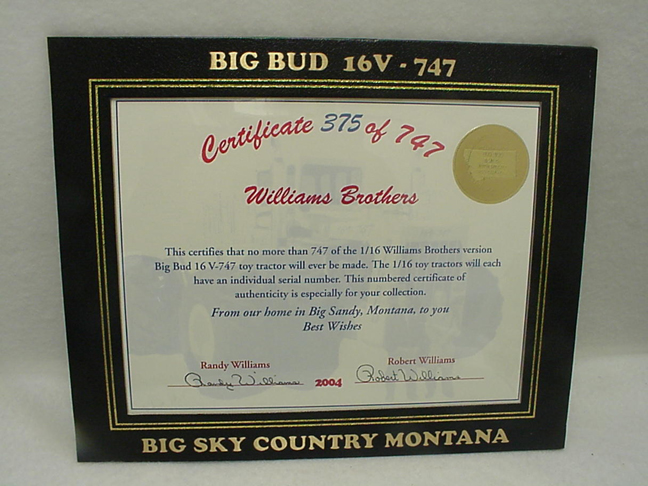 BIG BUD 16V - 747
Certificate 375 of 747
Williams Brothers
This certifies that no more than 747 of the 1/16 Williams Brothers version
Big Bud 16 V-747 toy tractor will ever be made. The 1/16 toy tractors will each
have an individual serial number. This numbered certificate of
authenticity is especially for your collection.
From our home in Big Sandy, Montana, to you
Best Wishes
Randy Williams
Robert Williams
Randy Williams
2004
Robert Williams
BIG SKY COUNTRY MONTANA